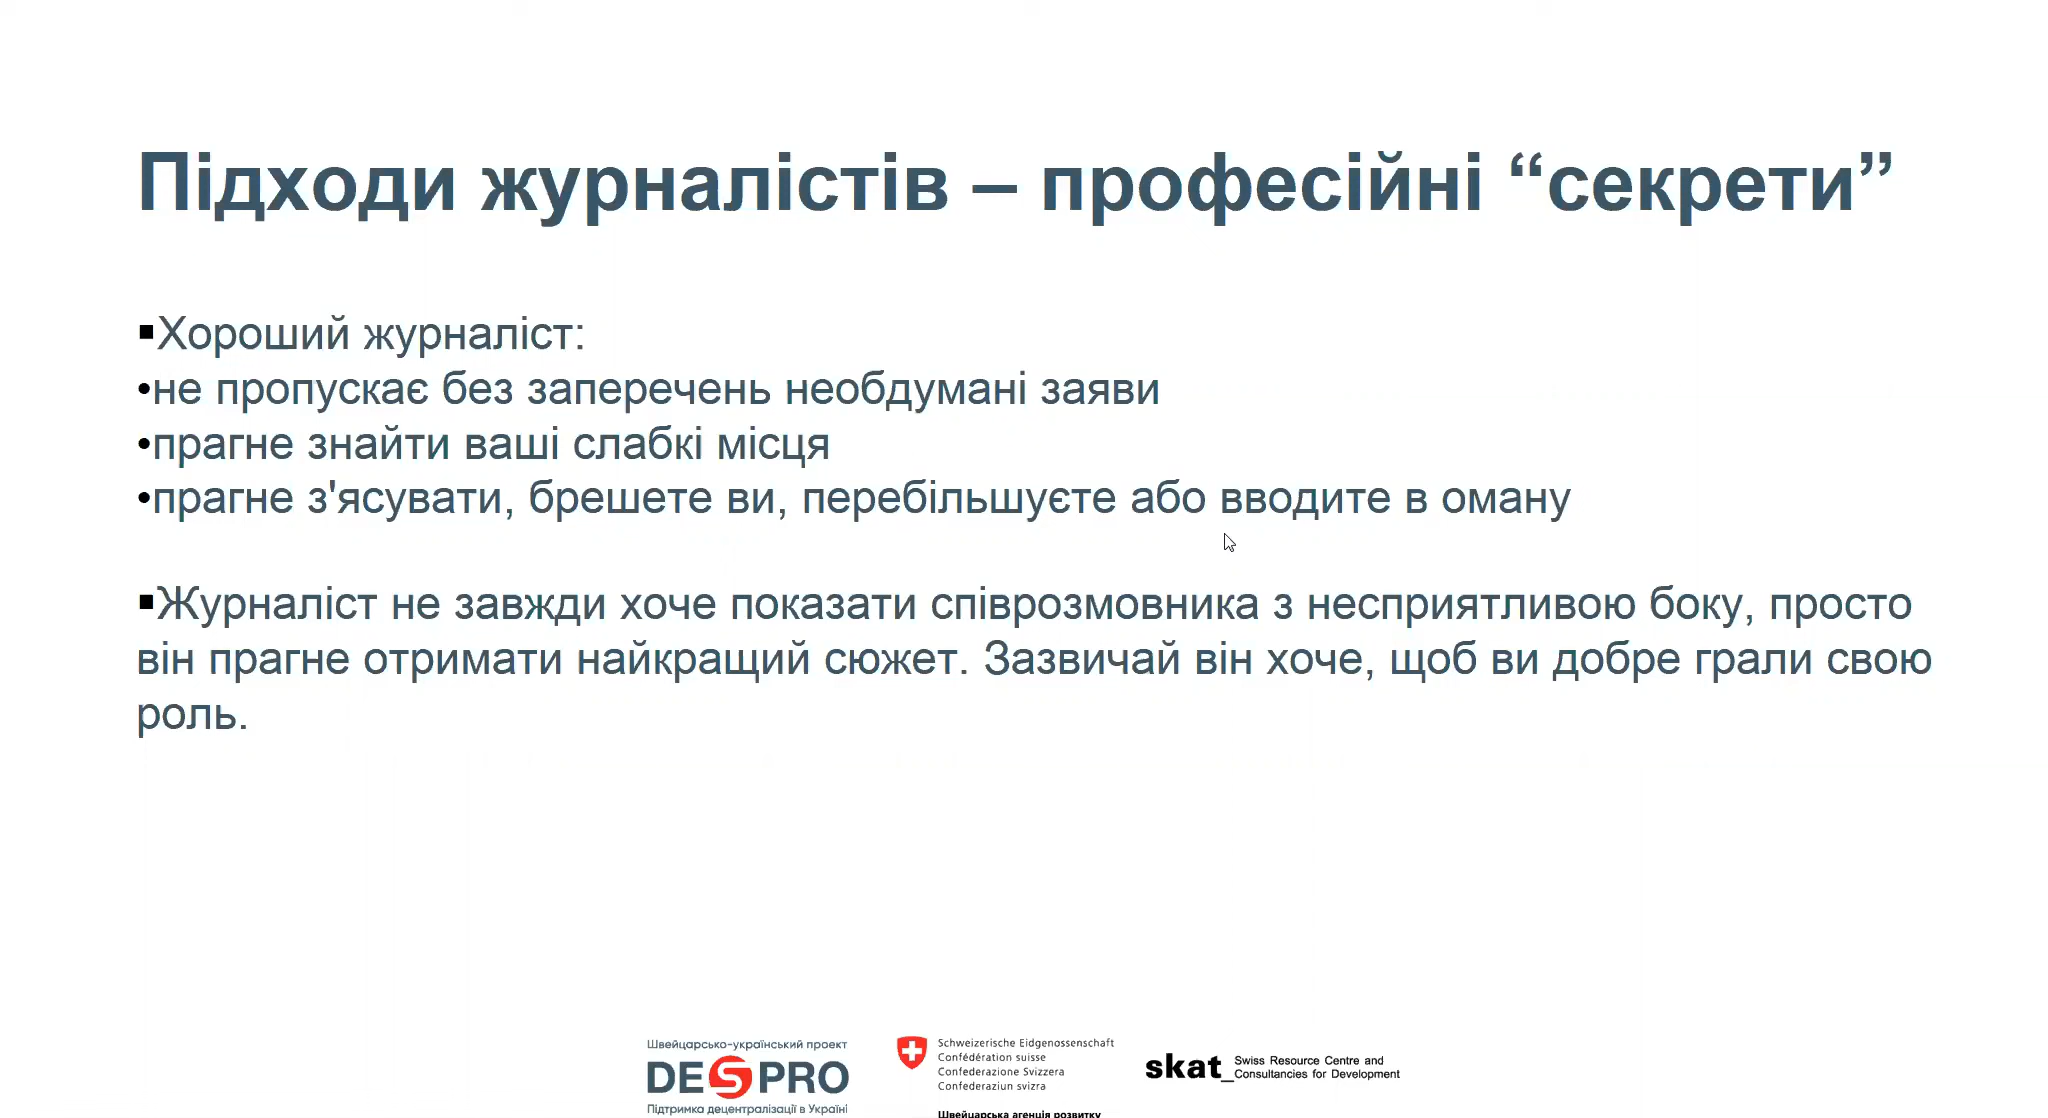 Підходи журналістів – професійні “секрети”
▪Хороший журналіст:
•не пропускає без заперечень необдумані заяви
•прагне знайти ваші слабкі місця
•прагне з'ясувати, брешете ви, перебільшуєте або вводите в оману
▪Журналіст не завжди хоче показати співрозмовника з несприятливою боку, просто
він прагне отримати найкращий сюжет. Зазвичай він хоче, щоб ви добре грали свою
роль.
Швейцарсько-український проект
DESPRO
Підтримка децентралізації в Україні
Schweizerische Eidgenossenschaft
Confédération suisse
Confederazione Svizzera
Confederaziun svizra
Швейцарська агенція розвитку
skat_Swiss Resource Centre and
Consultancies for Development